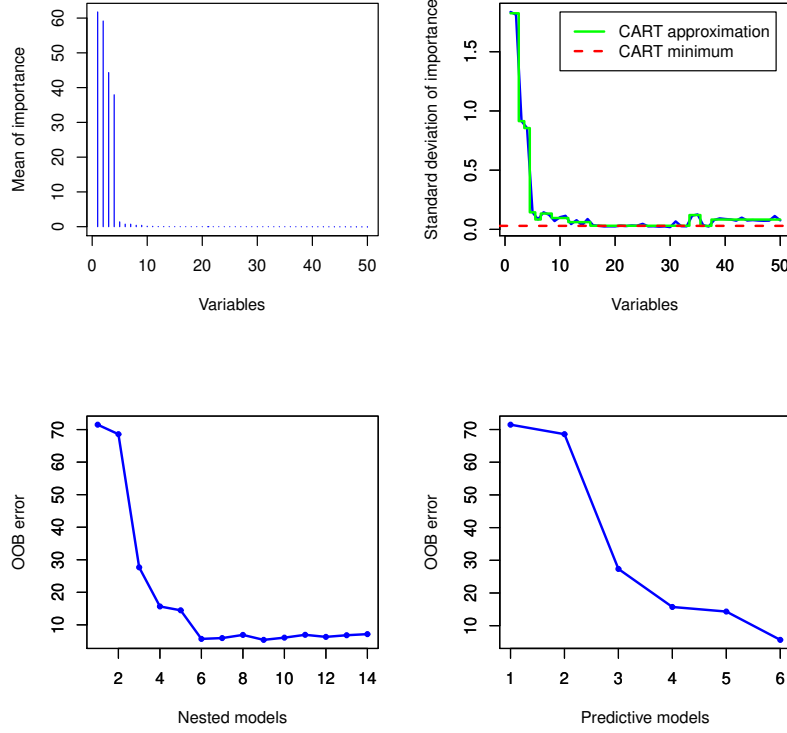 Mean of importance
0 10 20 30 40 50 60
0 10 20 30 40 50
Variables
Standard deviation of importance
0.0 0.5 1.0 1.5
CART approximation
CART minimum
0 10 20 30 40 50
Variables
OOB error
10 20 30 40 50 60 70
2 4 6 8 10 12 14
Nested models
OOB error
10 20 30 40 50 60 70
1 2 3 4 5 6
Predictive models